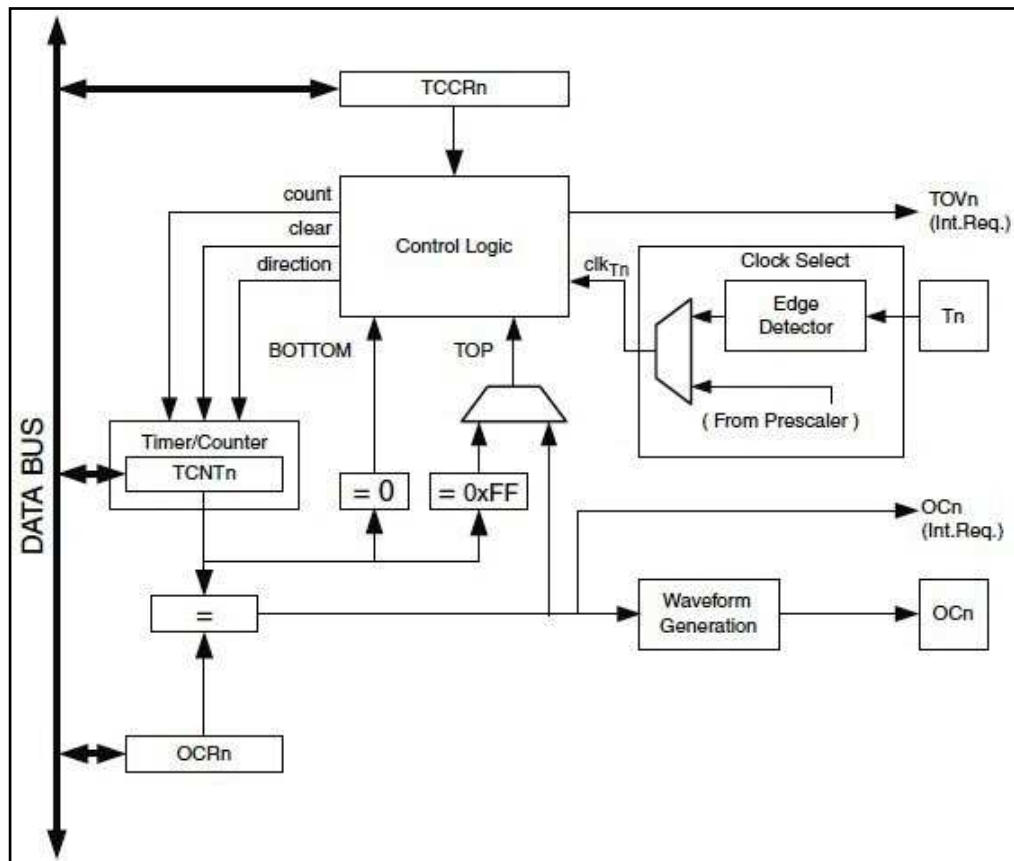 TCCRn
count
clear
direction
Control Logic
TOVn
(Int.Req.)
clkTn
Clock Select
Edge
Detector
Tn
BOTTOM
TOP
( From Prescaler )
Timer/Counter
TCNTn
= 0
= 0xFF
DATA BUS
OCn
(Int.Req.)
=
Waveform
Generation
OCn
OCRn